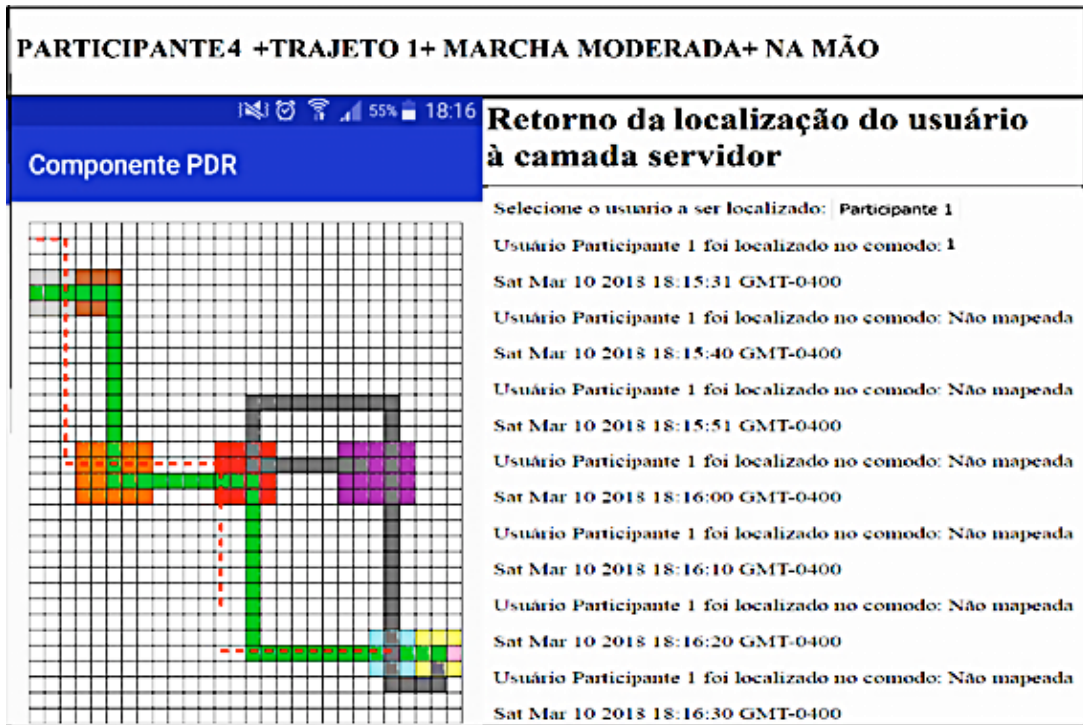 PARTICIPANTE4 +TRAJETO 1+ MARCHA MODERADA+ NA MÃO
55% 18:16
Componente PDR
Retorno da localização do usuário
à camada servidor
Selecione o usuario a ser localizado: Participante 1
Usuário Participante 1 foi localizado no comodo: 1
Sat Mar 10 2018 18:15:31 GMT-0400
Usuário Participante 1 foi localizado no comodo: Não mapeada
Sat Mar 10 2018 18:15:40 GMT-0400
Usuário Participante 1 foi localizado no comodo: Não mapeada
Sat Mar 10 2018 18:15:51 GMT-0400
Usuário Participante 1 foi localizado no comodo: Não mapeada
Sat Mar 10 2018 18:16:00 GMT-0400
Usuário Participante 1 foi localizado no comodo: Não mapeada
Sat Mar 10 2018 18:16:10 GMT-0400
Usuário Participante 1 foi localizado no comodo: Não mapeada
Sat Mar 10 2018 18:16:20 GMT-0400
Usuário Participante 1 foi localizado no comodo: Não mapeada
Sat Mar 10 2018 18:16:30 GMT-0400